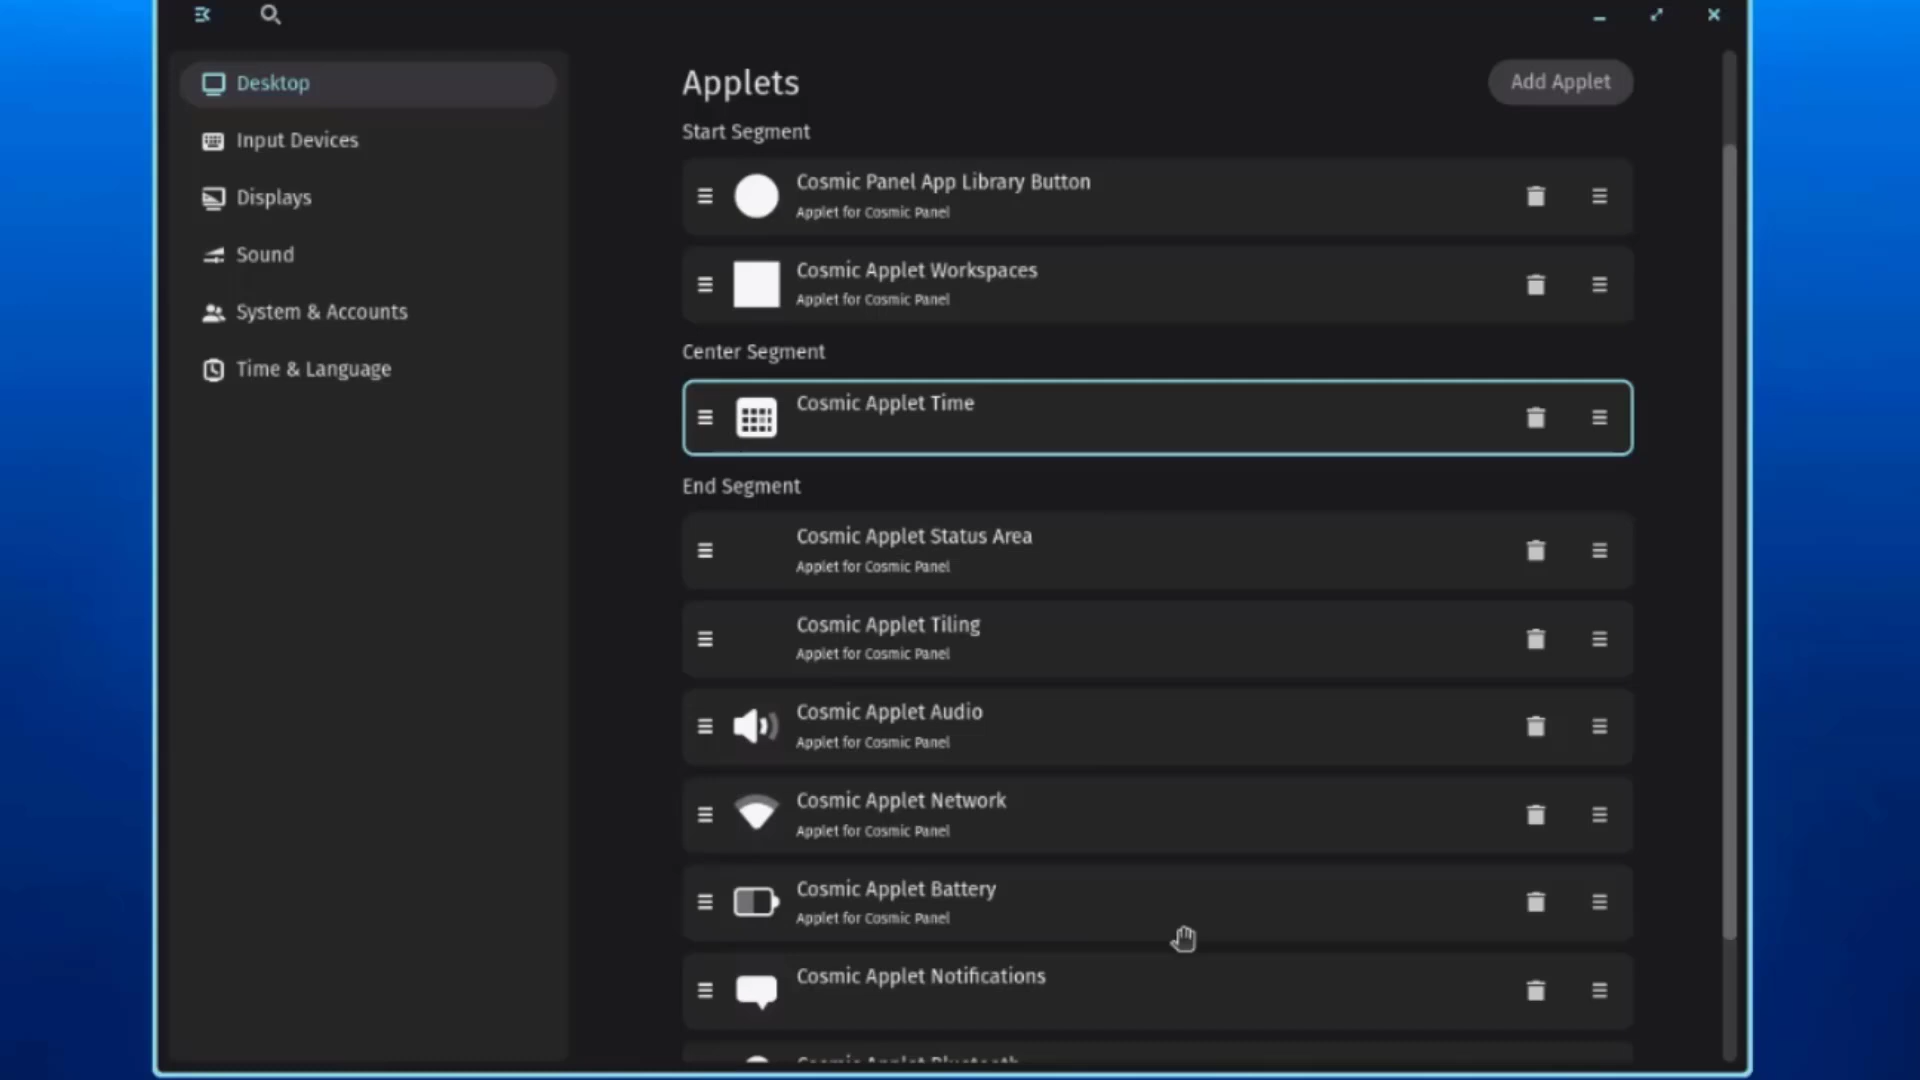 Desktop
Input Devices
Displays
Sound
System & Accounts
Time & Language
Applets
Add Applet
Start Segment
Cosmic Panel App Library Button
Applet for Cosmic Panel
Cosmic Applet Workspaces
Applet for Cosmic Panel
Center Segment
Cosmic Applet Time
End Segment
Cosmic Applet Status Area
Applet for Cosmic Panel
Cosmic Applet Tiling
Applet for Cosmic Panel
Cosmic Applet Audio
Applet for Cosmic Panel
Cosmic Applet Network
Applet for Cosmic Panel
Cosmic Applet Battery
Applet for Cosmic Panel
Cosmic Applet Notifications
Cosmic Applet Bluetooth